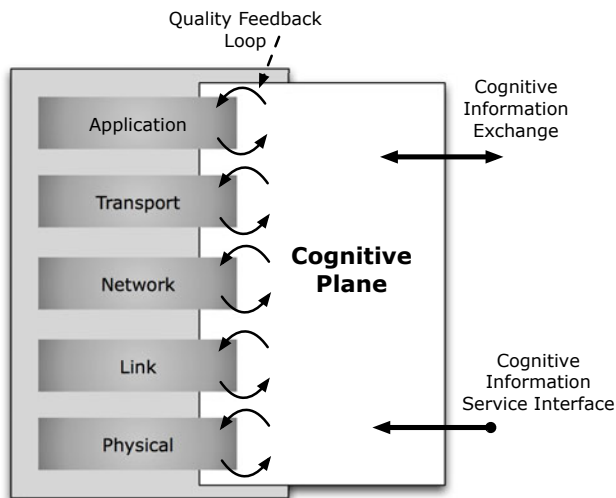 Quality Feedback
Loop
Application
Transport
Network
Link
Physical
Cognitive
Plane
Cognitive
Information
Exchange
Cognitive
Information
Service Interface